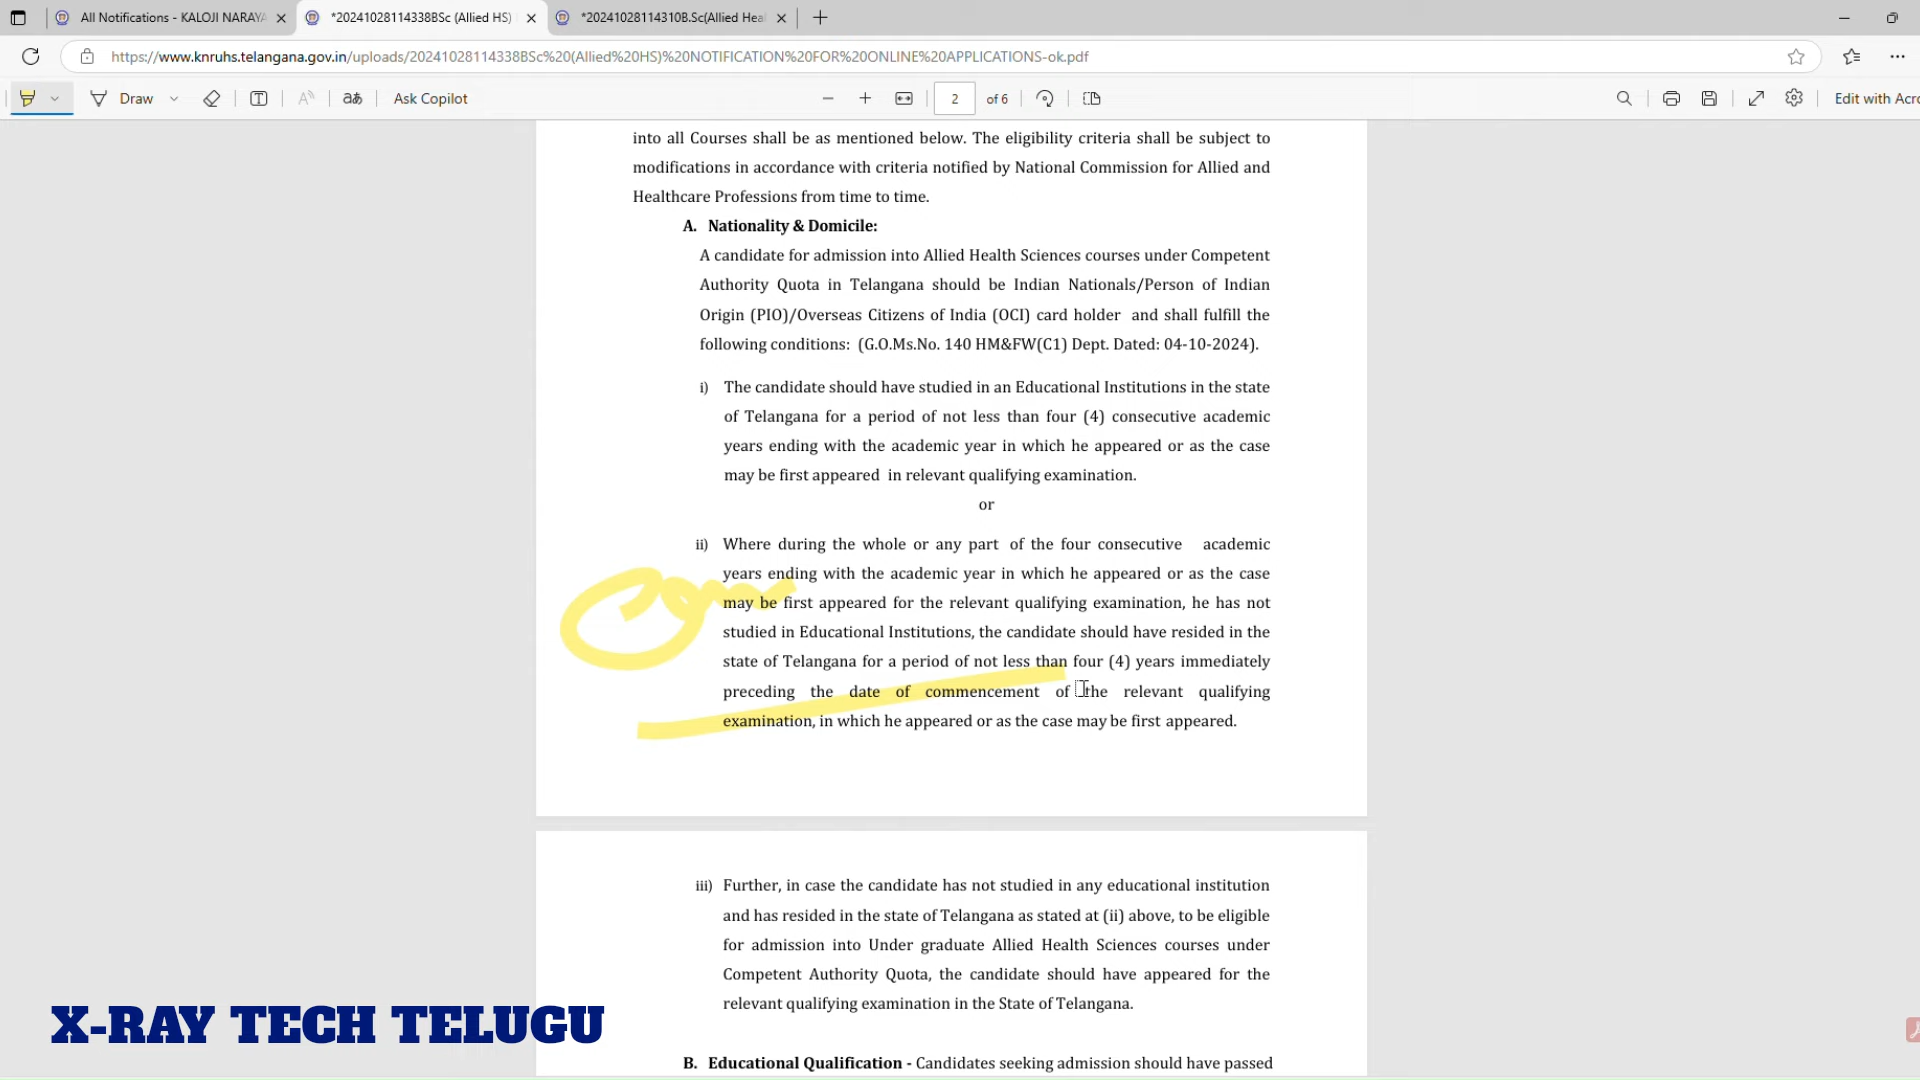 All Notifications - KALOJI NARAYA
*20241028114338BSc (Allied HS)
*20241028114310B.Sc(Allied Hea
https://www.knruhs.telangana.gov.in/uploads/20241028114338BSc%20(Allied%20HS)%20NOTIFICATION%20FOR%20ONLINE%20APPLICATIONS-ok.pdf
Draw
Ask Copilot
2 of 6
Edit with Acro
into all Courses shall be as mentioned below. The eligibility criteria shall be subject to
modifications in accordance with criteria notified by National Commission for Allied and
Healthcare Professions from time to time.
A. Nationality & Domicile:
A candidate for admission into Allied Health Sciences courses under Competent
Authority Quota in Telangana should be Indian Nationals/Person of Indian
Origin (PIO)/Overseas Citizens of India (OCI) card holder and shall fulfill the
following conditions: (G.O.Ms.No. 140 HM&FW(C1) Dept. Dated: 04-10-2024).
i) The candidate should have studied in an Educational Institutions in the state
of Telangana for a period of not less than four (4) consecutive academic
years ending with the academic year in which he appeared or as the case
may be first appeared in relevant qualifying examination.
or
ii) Where during the whole or any part of the four consecutive academic
years ending with the academic year in which he appeared or as the case
may be first appeared for the relevant qualifying examination, he has not
studied in Educational Institutions, the candidate should have resided in the
state of Telangana for a period of not less than four (4) years immediately
preceding the date of commencement of the relevant qualifying
examination, in which he appeared or as the case may be first appeared.
iii) Further, in case the candidate has not studied in any educational institution
and has resided in the state of Telangana as stated at (ii) above, to be eligible
for admission into Under graduate Allied Health Sciences courses under
Competent Authority Quota, the candidate should have appeared for the
relevant qualifying examination in the State of Telangana.
B. Educational Qualification - Candidates seeking admission should have passed
X-RAY TECH TELUGU